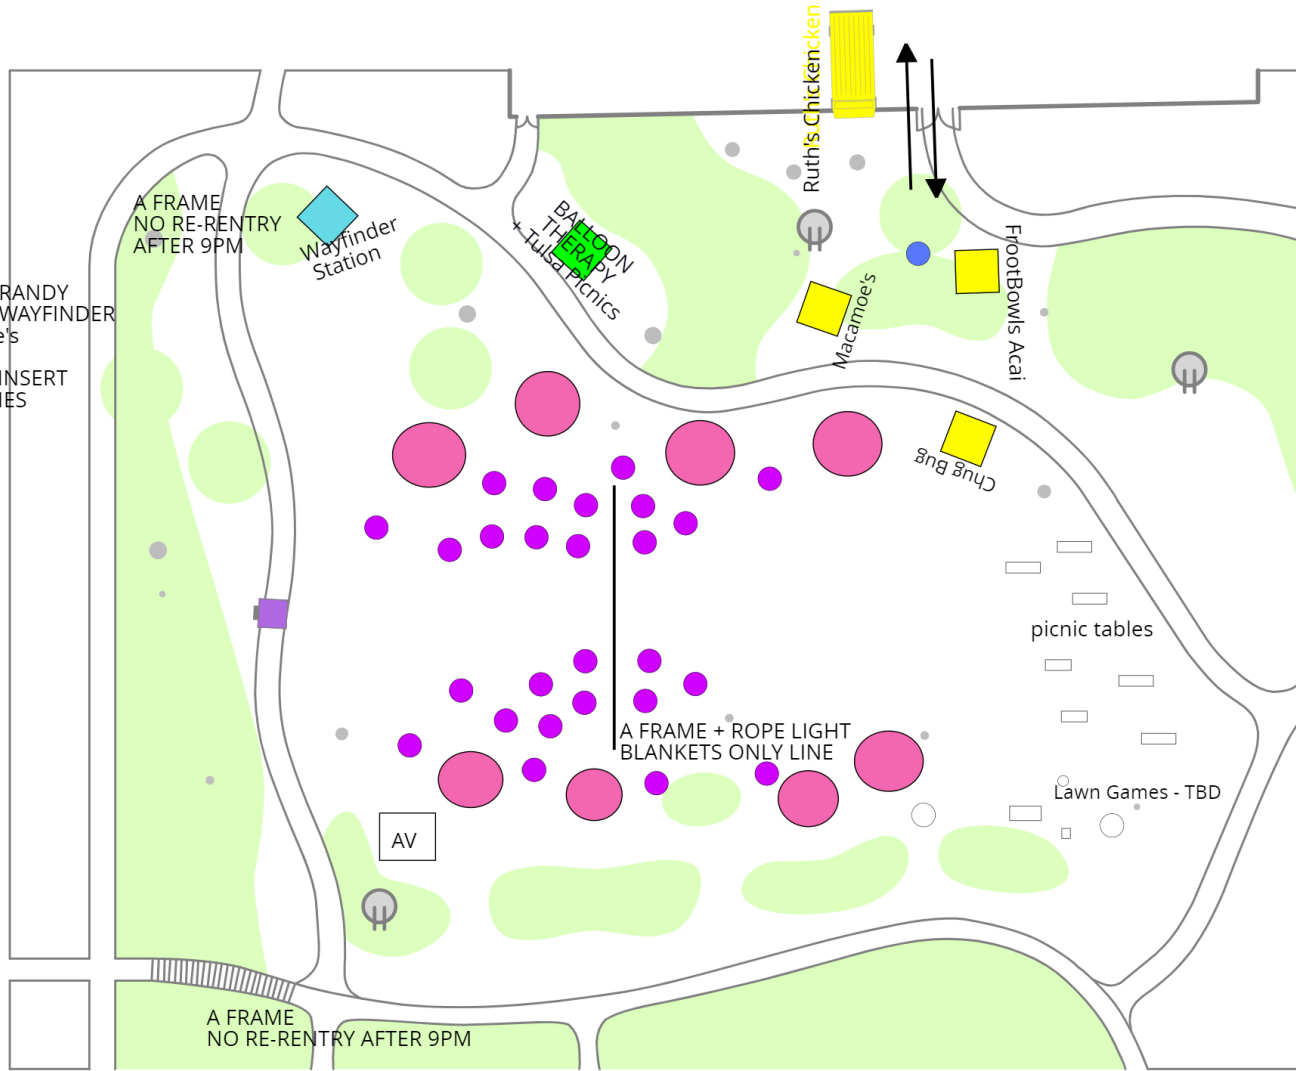 Ruth's Chicken
A FRAME
NO RE-RENTRY
AFTER 9PM
Wayfinder
Station
BALLOON
THERAPY
+ Tulsa Picnics
FrootBowls Acai
Macamoe's
RANDY
WAYFINDER
e's
INSERT
IES
Chug Bug
picnic tables
A FRAME + ROPE LIGHT
BLANKETS ONLY LINE
Lawn Games - TBD
AV
A FRAME
NO RE-RENTRY AFTER 9PM